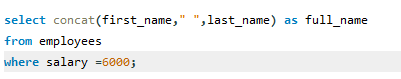 select concat(first_name," ",last_name) as full_name
from employees
where salary =6000;